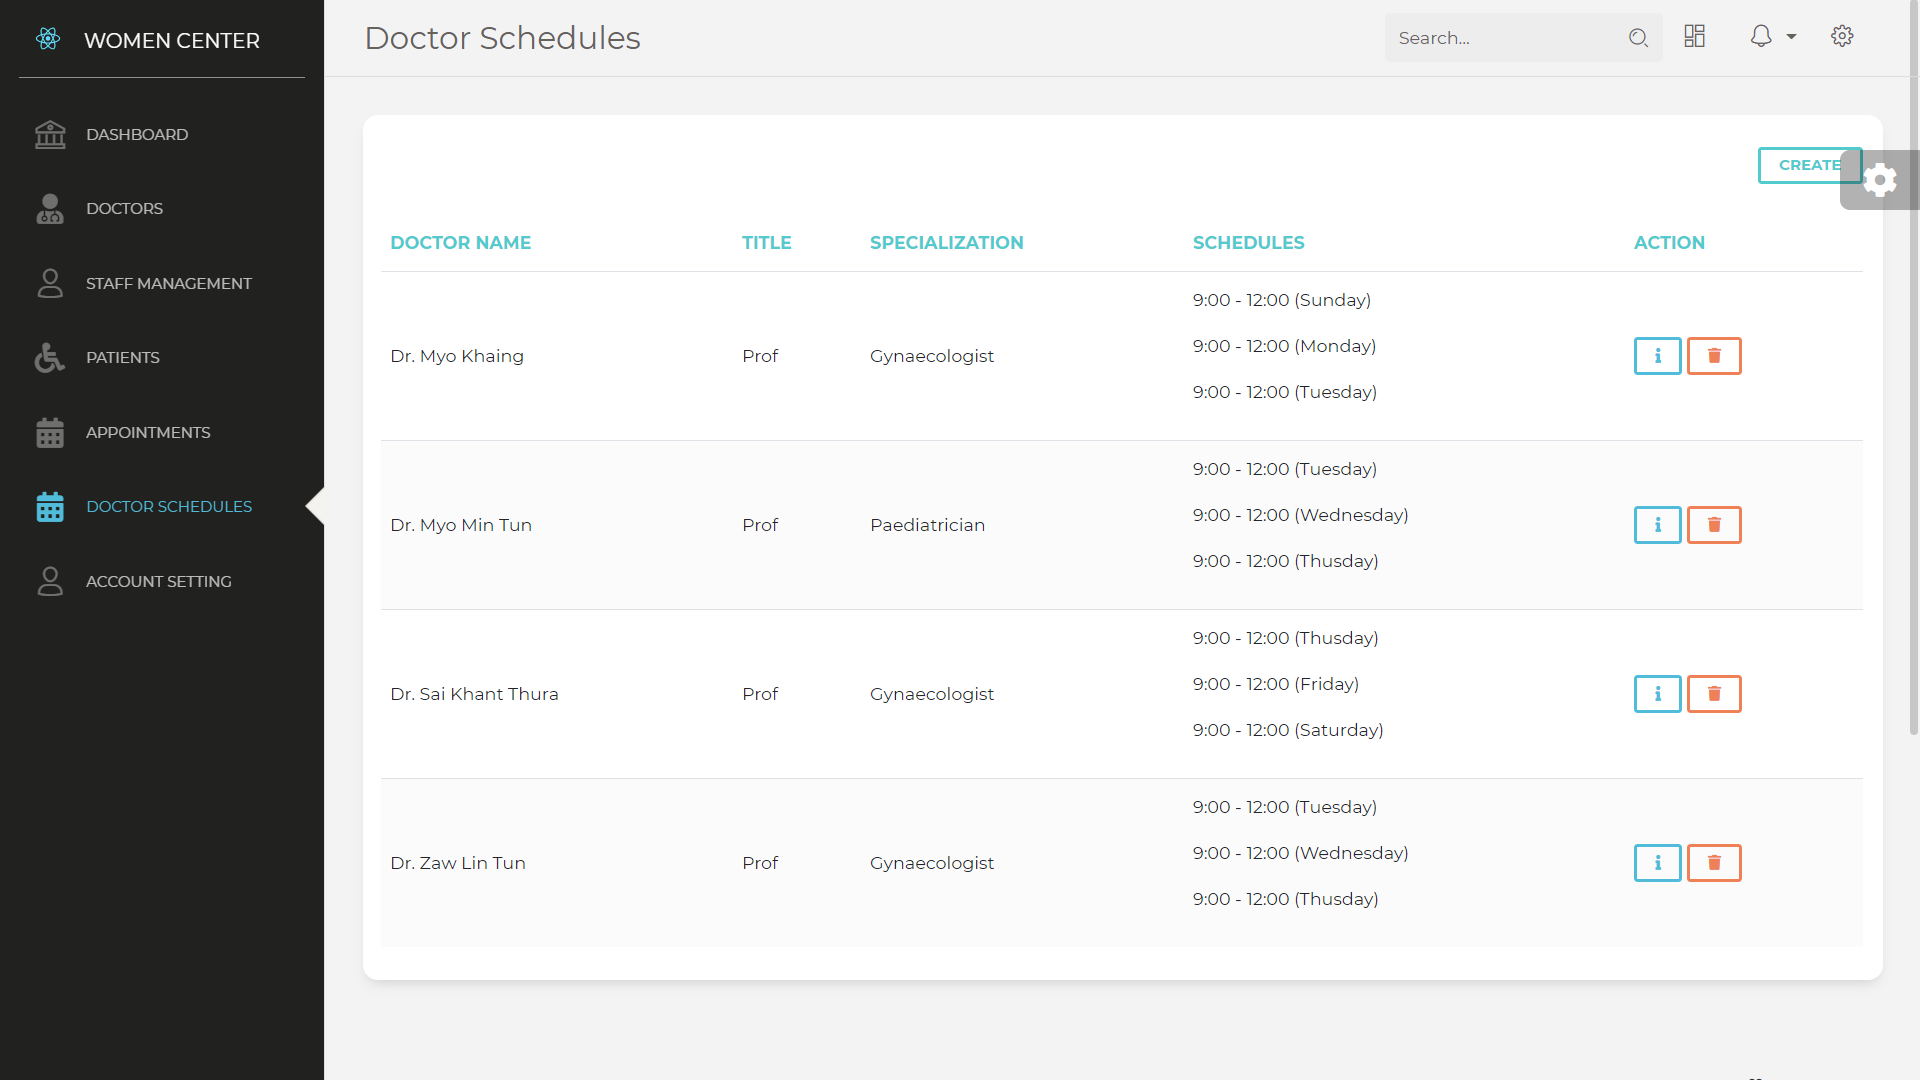 WOMEN CENTER
Doctor Schedules
Search...
DASHBOARD
DOCTORS
STAFF MANAGEMENT
PATIENTS
APPOINTMENTS
DOCTOR SCHEDULES
ACCOUNT SETTING
CREATE
DOCTOR NAME TITLE SPECIALIZATION SCHEDULES ACTION
9:00 - 12:00 (Sunday)
Dr. Myo Khaing Prof Gynaecologist 9:00 - 12:00 (Monday)
9:00 - 12:00 (Tuesday)
9:00 - 12:00 (Tuesday)
Dr. Myo Min Tun Prof Paediatrician 9:00 - 12:00 (Wednesday)
9:00 - 12:00 (Thusday)
9:00 - 12:00 (Thusday)
Dr. Sai Khant Thura Prof Gynaecologist 9:00 - 12:00 (Friday)
9:00 - 12:00 (Saturday)
9:00 - 12:00 (Tuesday)
Dr. Zaw Lin Tun Prof Gynaecologist 9:00 - 12:00 (Wednesday)
9:00 - 12:00 (Thusday)